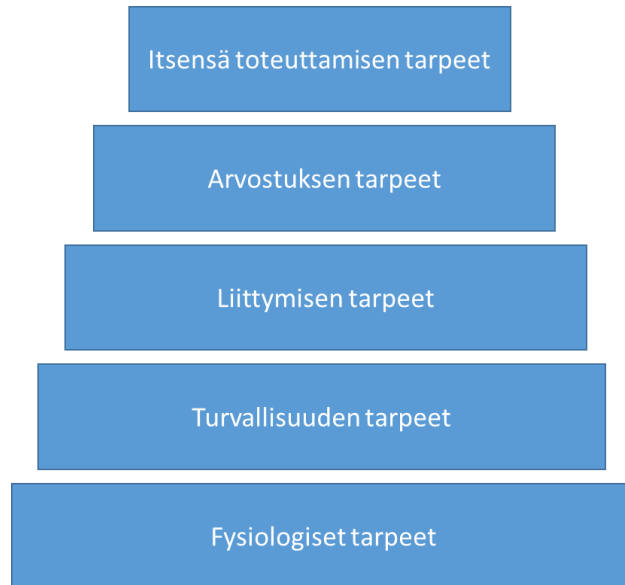 Itsensä toteuttamisen tarpeet
Arvostuksen tarpeet
Liittymisen tarpeet
Turvallisuuden tarpeet
Fysiologiset tarpeet